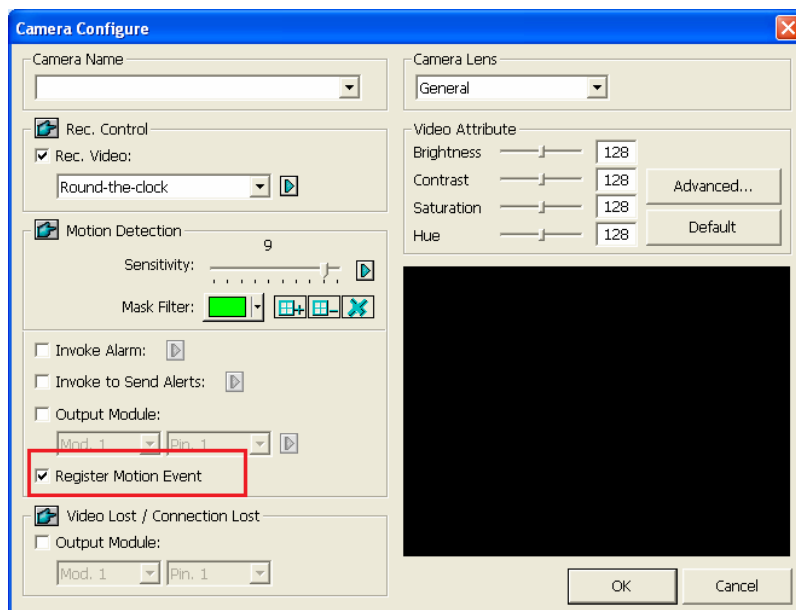 Camera Configure
Camera Name
Camera Lens
General
Rec. Control
Rec. Video:
Round-the-clock
Video Attribute
Brightness 128
Contrast 128
Saturation 128
Hue 128
Advanced...
Default
Motion Detection
9
Sensitivity:
Mask Filter:
Invoke Alarm:
Invoke to Send Alerts:
Output Module:
Mod. 1 Pin. 1
Register Motion Event
Video Lost / Connection Lost
Output Module:
Mod. 1 Pin. 1
OK Cancel